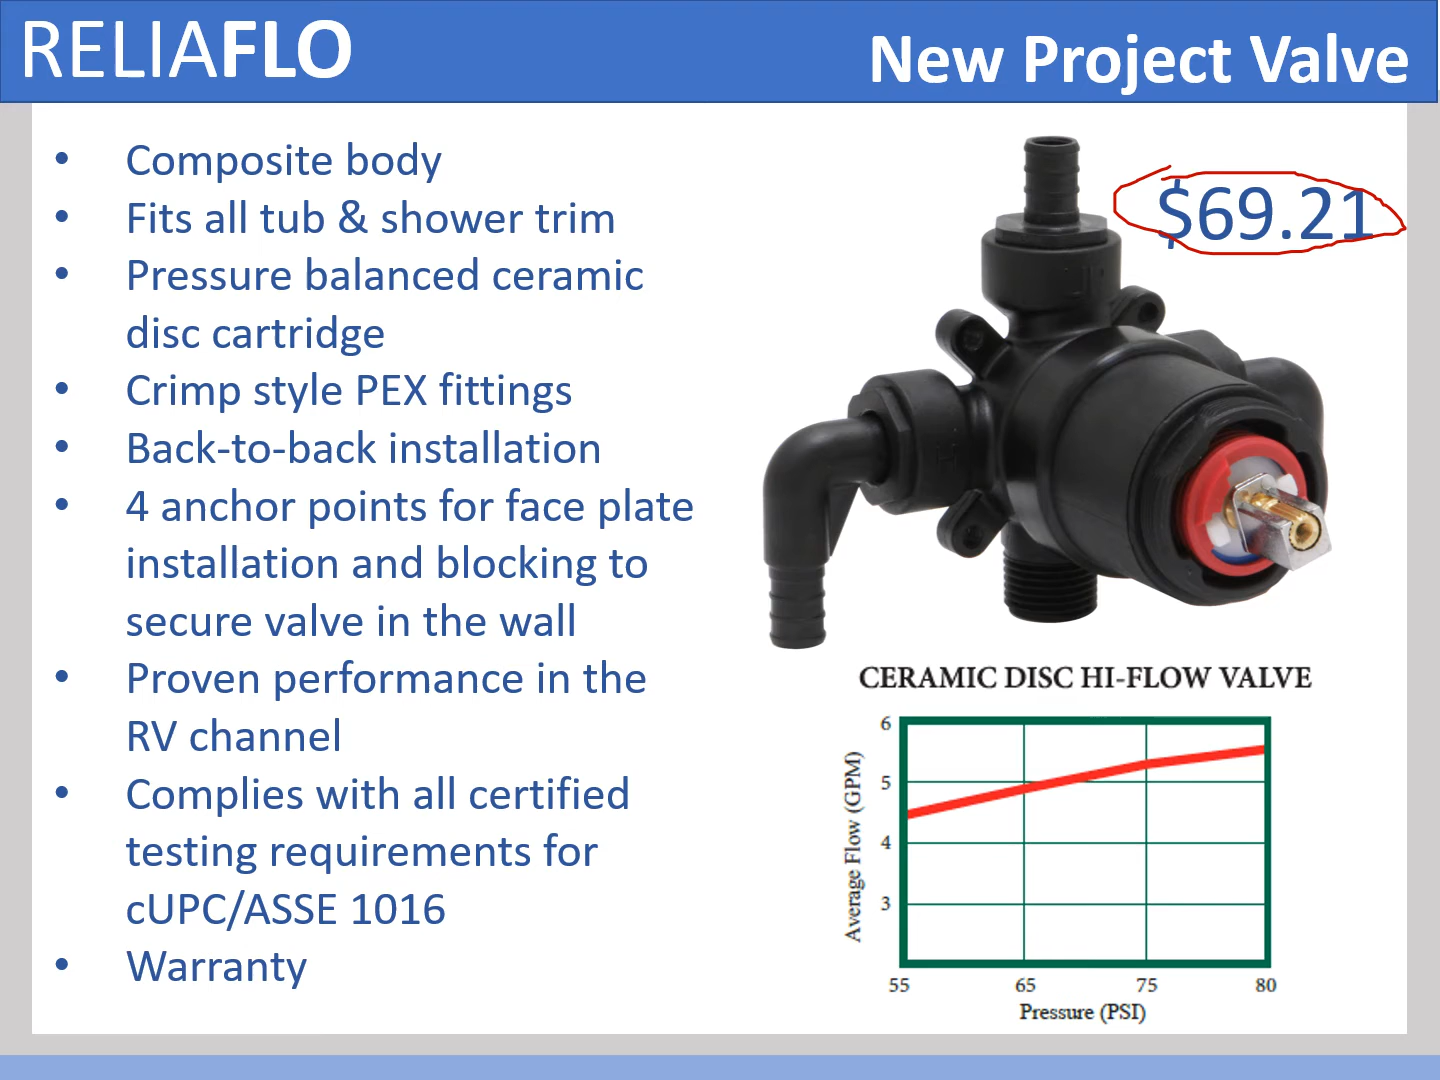 RELIAFLO
New Project Valve
• Composite body
• Fits all tub & shower trim
• Pressure balanced ceramic
disc cartridge
• Crimp style PEX fittings
• Back-to-back installation
• 4 anchor points for face plate
installation and blocking to
secure valve in the wall
• Proven performance in the
RV channel
• Complies with all certified
testing requirements for
cUPC/ASSE 1016
• Warranty
$69.21
H
CERAMIC DISC HI-FLOW VALVE
Average Flow (GPM)
6
5
4
3
55 65 75 80
Pressure (PSI)